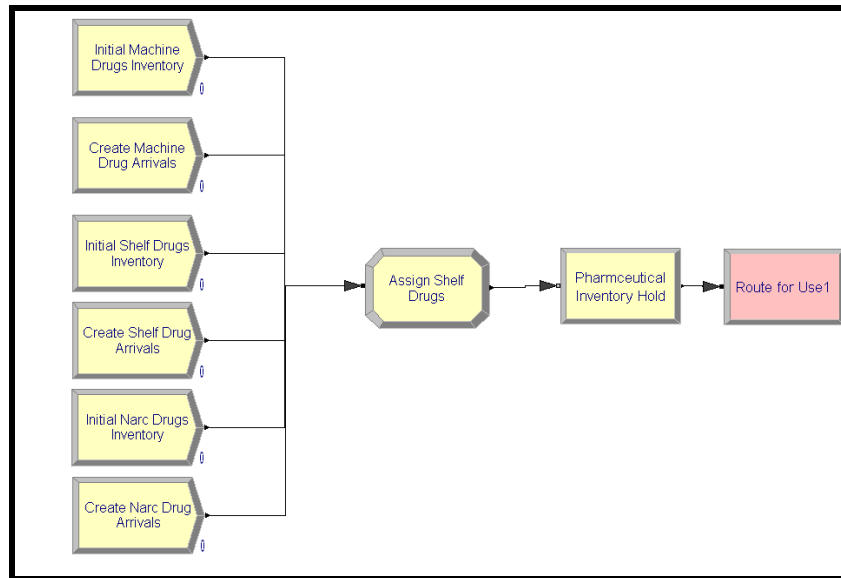 Initial Machine
Drugs Inventory
0
Create Machine
Drug Arrivals
0
Initial Shelf Drugs
Inventory
0
Create Shelf Drug
Arrivals
0
Initial Narc Drugs
Inventory
0
Create Narc Drug
Arrivals
0
Assign Shelf
Drugs
Pharmceutical
Inventory Hold
Route for Use1